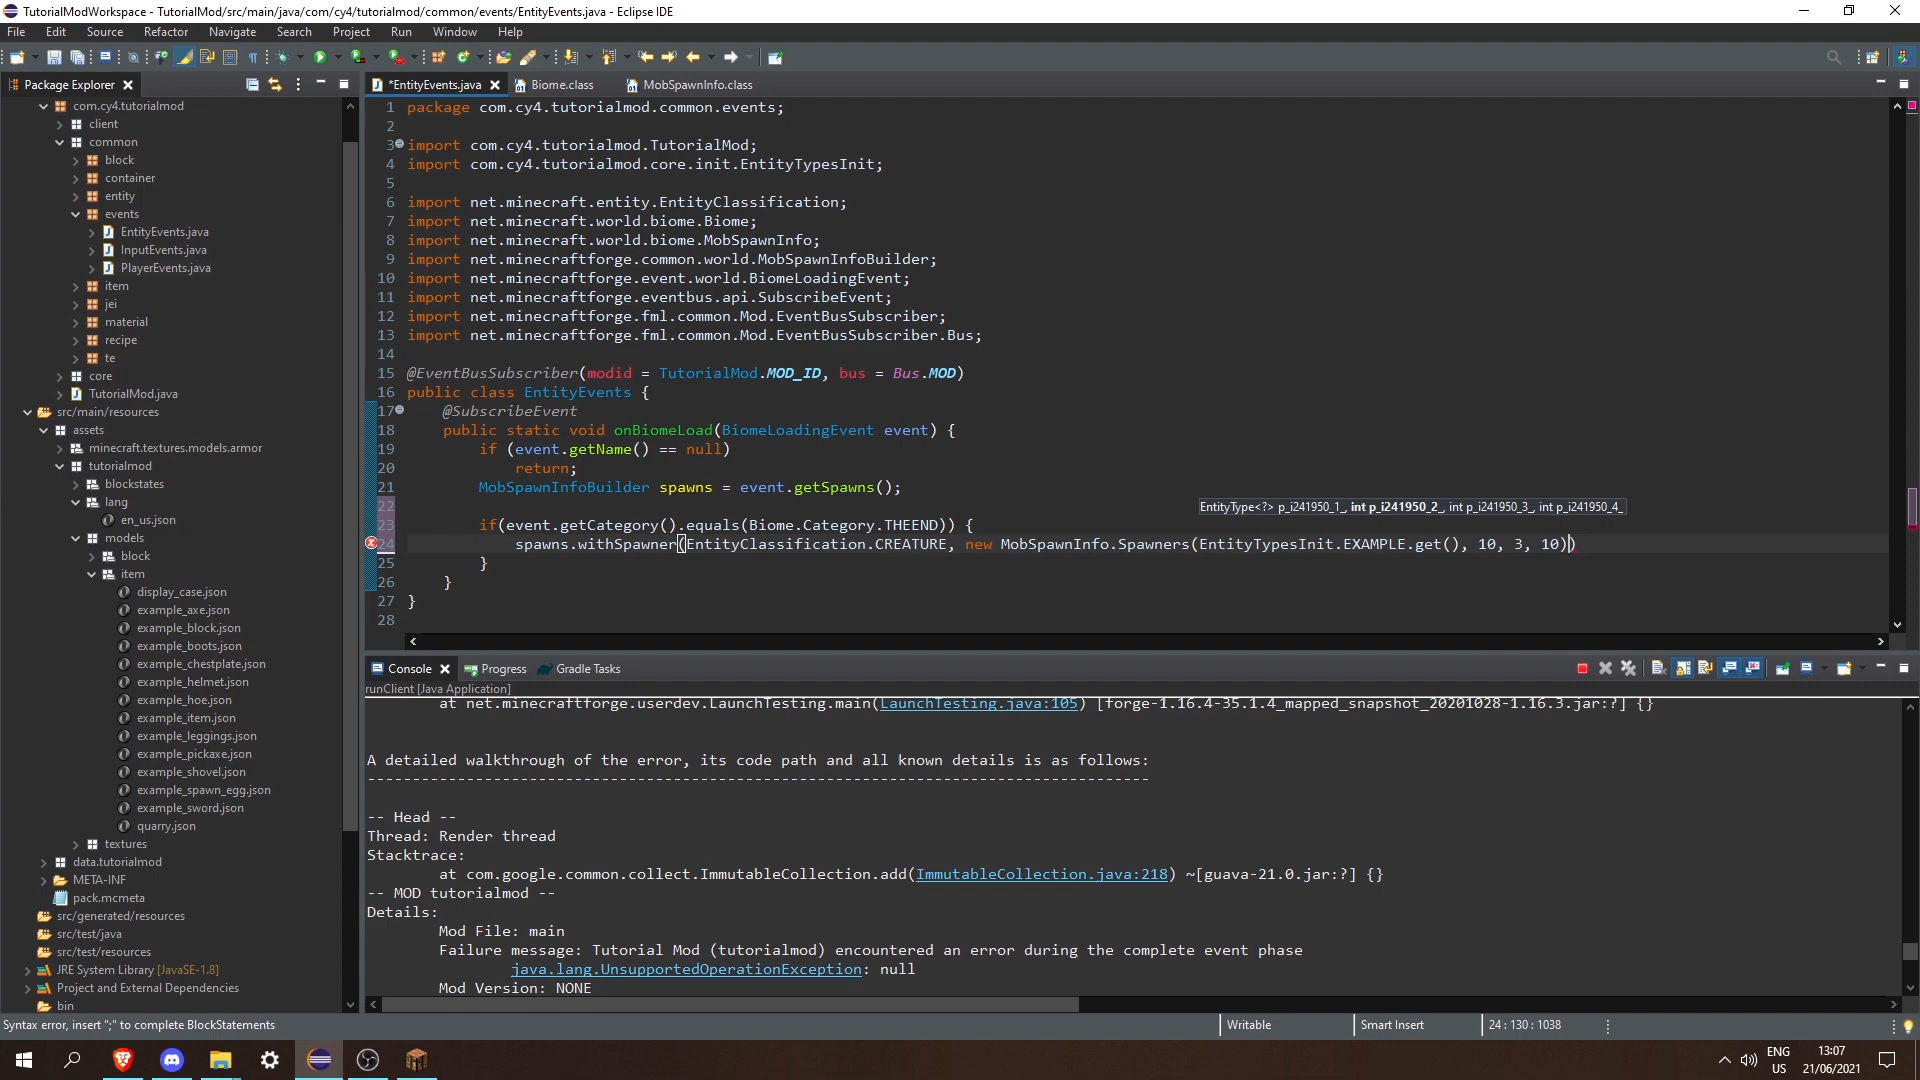 TutorialModWorkspace - TutorialMod/src/main/java/com/cy4/tutorialmod/common/events/EntityEvents.java - Eclipse IDE
File Edit Source Refactor Navigate Search Project Run Window Help
Package Explorer
com.cy4.tutorialmod
client
common
block
container
entity
events
EntityEvents.java
InputEvents.java
PlayerEvents.java
item
jei
material
recipe
te
core
TutorialMod.java
src/main/resources
assets
minecraft.textures.models.armor
tutorialmod
blockstates
lang
en_us.json
models
block
item
display_case.json
example_axe.json
example_block.json
example_boots.json
example_chestplate.json
example_helmet.json
example_hoe.json
example_item.json
example_leggings.json
example_pickaxe.json
example_shovel.json
example_spawn_egg.json
example_sword.json
quarry.json
textures
data.tutorialmod
META-INF
pack.mcmeta
src/generated/resources
src/test/java
src/test/resources
JRE System Library [JavaSE-1.8]
Project and External Dependencies
bin
*EntityEvents.java Biome.class MobSpawnInfo.class
1 package com.cy4.tutorialmod.common.events;
2
3 import com.cy4.tutorialmod.TutorialMod;
4 import com.cy4.tutorialmod.core.init.EntityTypesInit;
5
6 import net.minecraft.entity.EntityClassification;
7 import net.minecraft.world.biome.Biome;
8 import net.minecraft.world.biome.MobSpawnInfo;
9 import net.minecraftforge.common.world.MobSpawnInfoBuilder;
10 import net.minecraftforge.event.world.BiomeLoadingEvent;
11 import net.minecraftforge.eventbus.api.SubscribeEvent;
12 import net.minecraftforge.fml.common.Mod.EventBusSubscriber;
13 import net.minecraftforge.fml.common.Mod.EventBusSubscriber.Bus;
14
15 @EventBusSubscriber(modid = TutorialMod.MOD_ID, bus = Bus.MOD)
16 public class EntityEvents {
17 @SubscribeEvent
18 public static void onBiomeLoad(BiomeLoadingEvent event) {
19 if (event.getName() == null)
20 return;
21 MobSpawnInfoBuilder spawns = event.getSpawns();
22
EntityType<?> p_i241950_1_, int p_i241950_2_, int p_i241950_3_, int p_i241950_4_
23 if(event.getCategory().equals(Biome.Category.THEEND)) {
24 spawns.withSpawner(EntityClassification.CREATURE, new MobSpawnInfo.Spawners(EntityTypesInit.EXAMPLE.get(), 10, 3, 10))
25 }
26 }
27 }
28
Console Progress Gradle Tasks
runClient [Java Application]
at net.minecraftforge.userdev.LaunchTesting.main(LaunchTesting.java:105) [forge-1.16.4-35.1.4_mapped_snapshot_20201028-1.16.3.jar:?] {}
A detailed walkthrough of the error, its code path and all known details is as follows:
---------------------------------------------------------------------------------------
-- Head --
Thread: Render thread
Stacktrace:
at com.google.common.collect.ImmutableCollection.add(ImmutableCollection.java:218) ~[guava-21.0.jar:?] {}
-- MOD tutorialmod --
Details:
Mod File: main
Failure message: Tutorial Mod (tutorialmod) encountered an error during the complete event phase
java.lang.UnsupportedOperationException: null
Mod Version: NONE
Syntax error, insert ";" to complete BlockStatements
Writable
Smart Insert
24 : 130 : 1038
ENG
US
13:07
21/06/2021